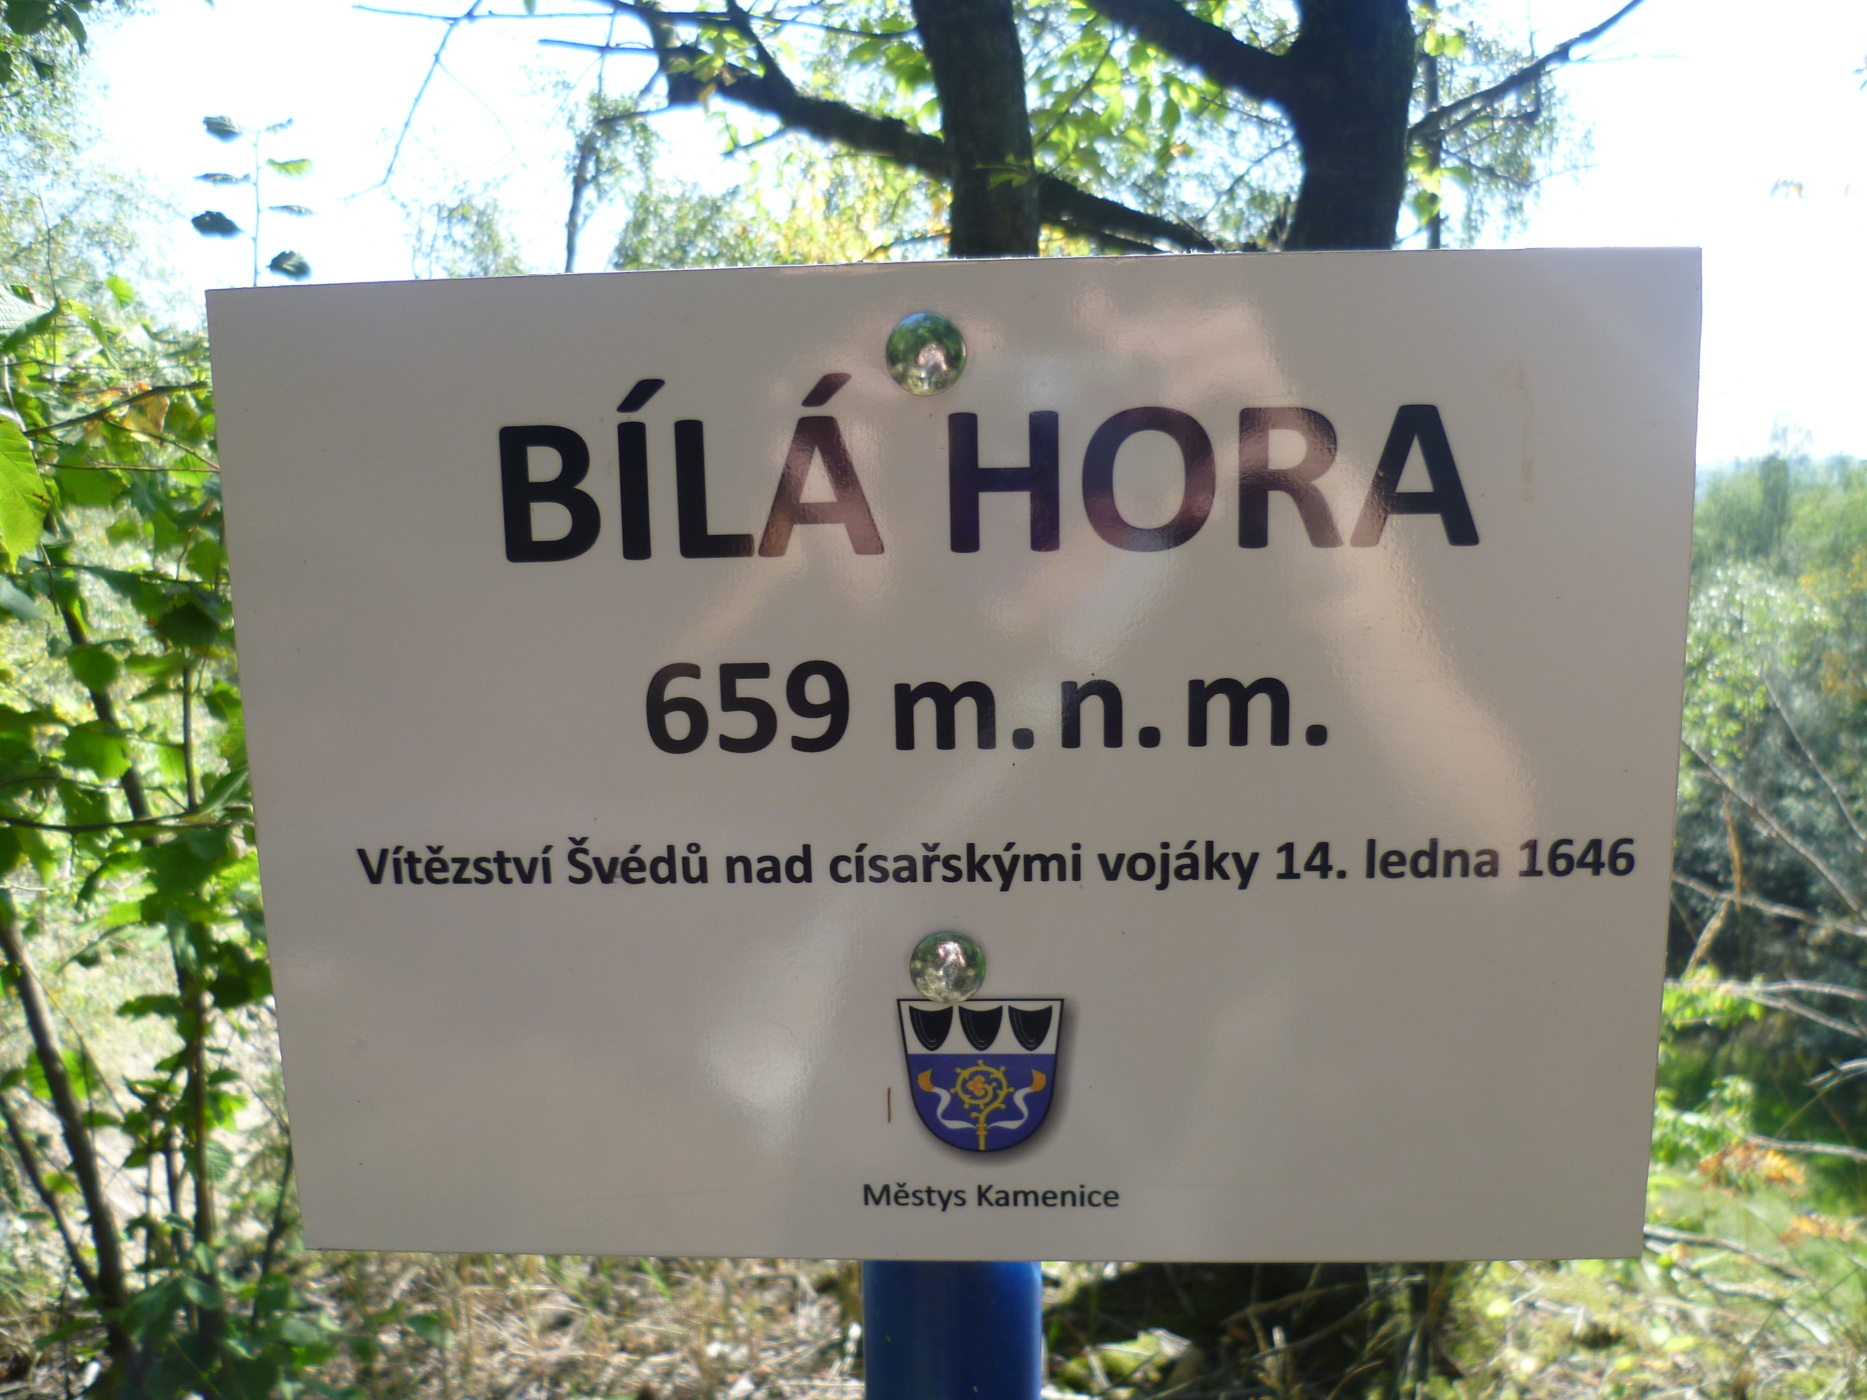 BÍLÁ HORA
659 m. n. m.
Vítězství Švédů nad císařskými vojáky 14. ledna 1646
Městys Kamenice